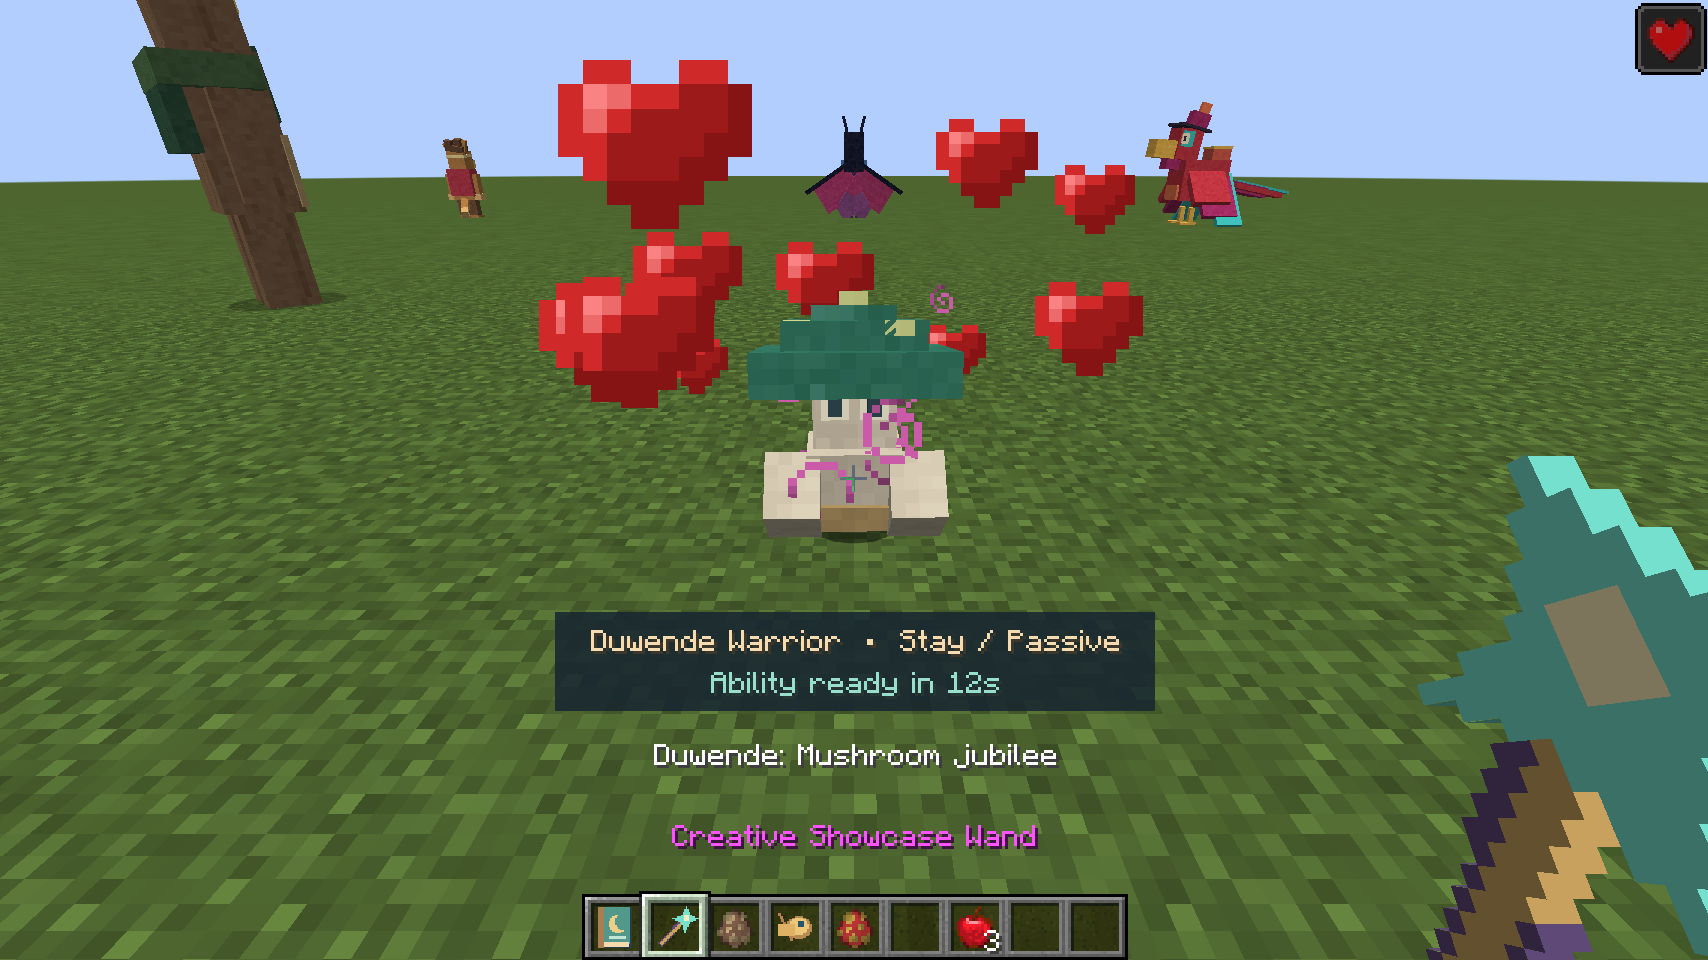 Duwende Warrior · Stay / Passive
Ability ready in 12s
Duwende: Mushroom jubilee
Creative Showcase Wand
3